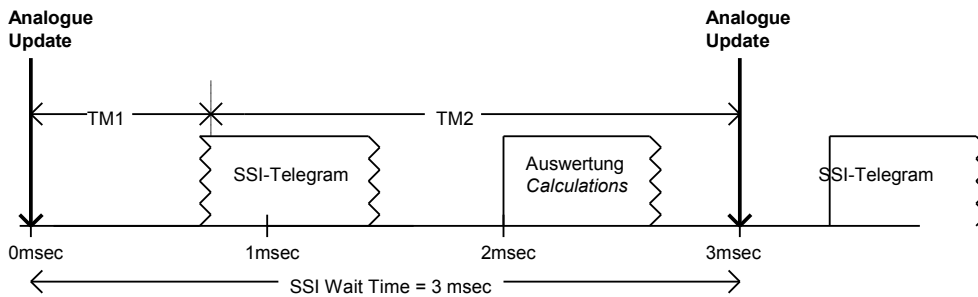 Analogue
Update
Analogue
Update
TM1
TM2
SSI-Telegram
Auswertung
Calculations
SSI-Telegram
0msec
1msec
2msec
3msec
SSI Wait Time = 3 msec